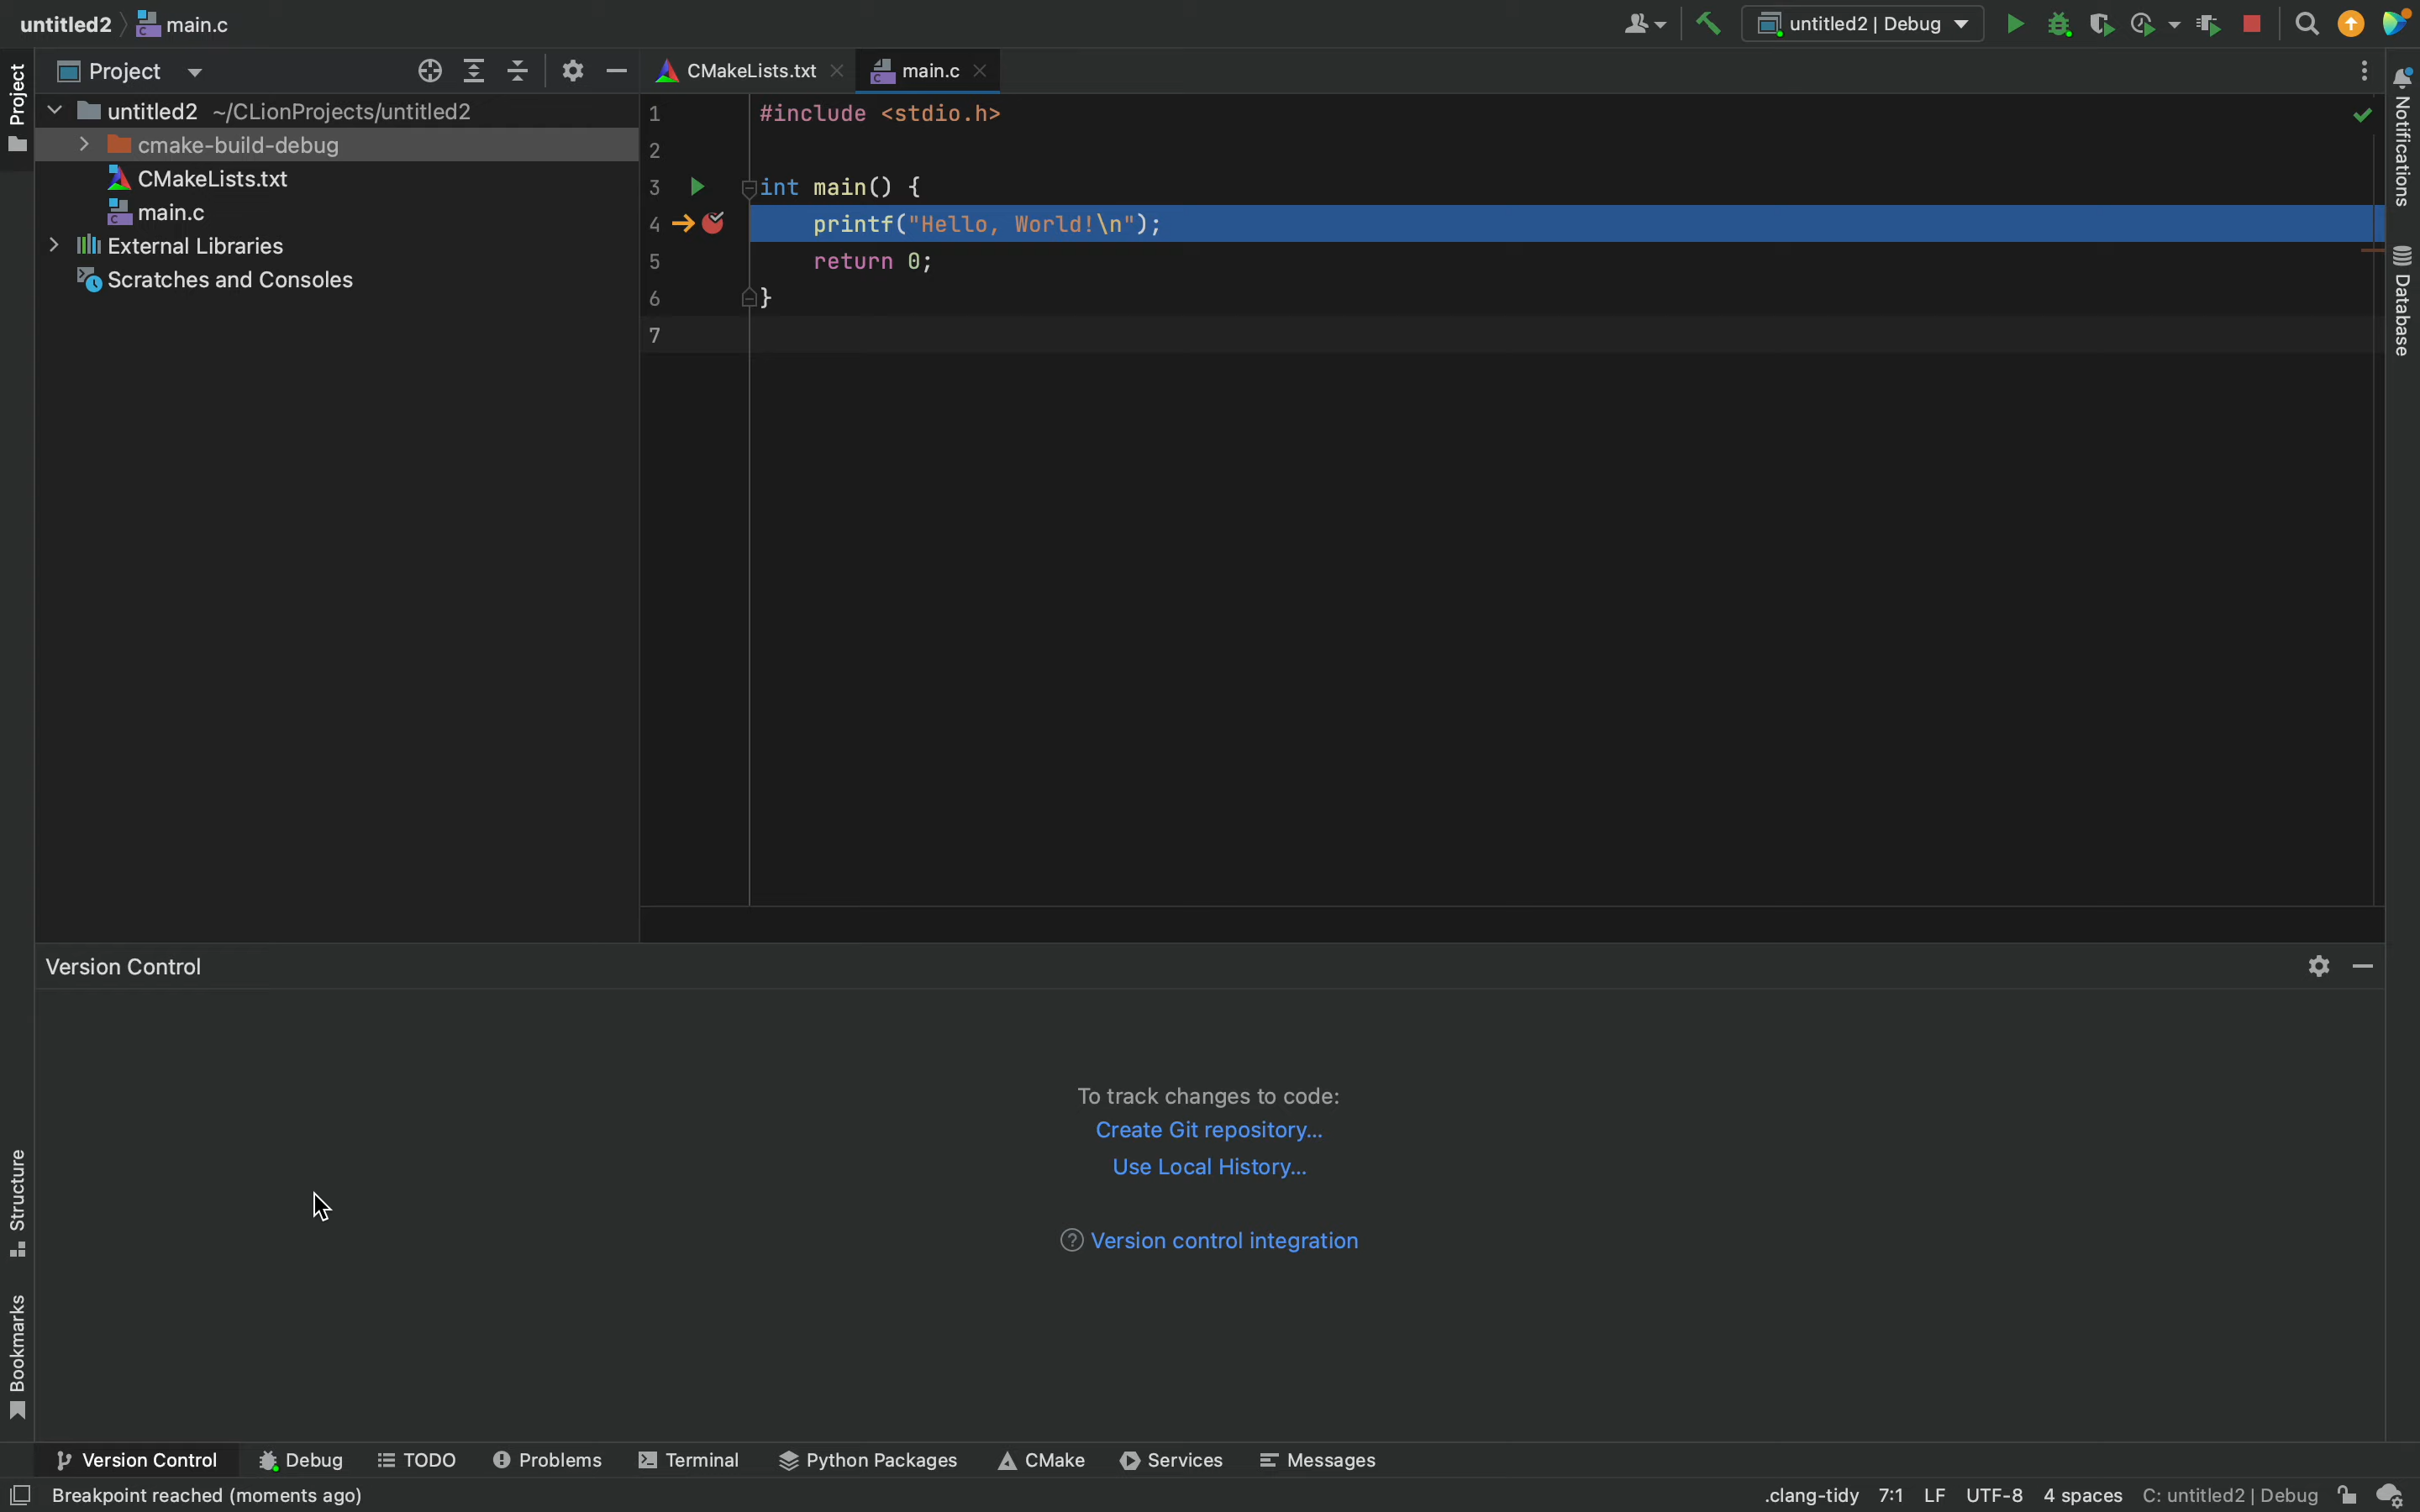 untitled2 main.c
untitled2 | Debug
Project
CMakeLists.txt main.c
Project
untitled2 ~/CLionProjects/untitled2
cmake-build-debug
CMakeLists.txt
main.c
External Libraries
Scratches and Consoles
1 #include <stdio.h>
2
3 int main() {
4 printf("Hello, World!\n");
5 return 0;
6 }
7
Notifications
Database
Version Control
To track changes to code:
Create Git repository...
Use Local History...
? Version control integration
Structure
Bookmarks
Version Control Debug TODO Problems Terminal Python Packages CMake Services Messages
Breakpoint reached (moments ago) .clang-tidy 7:1 LF UTF-8 4 spaces C: untitled2 | Debug